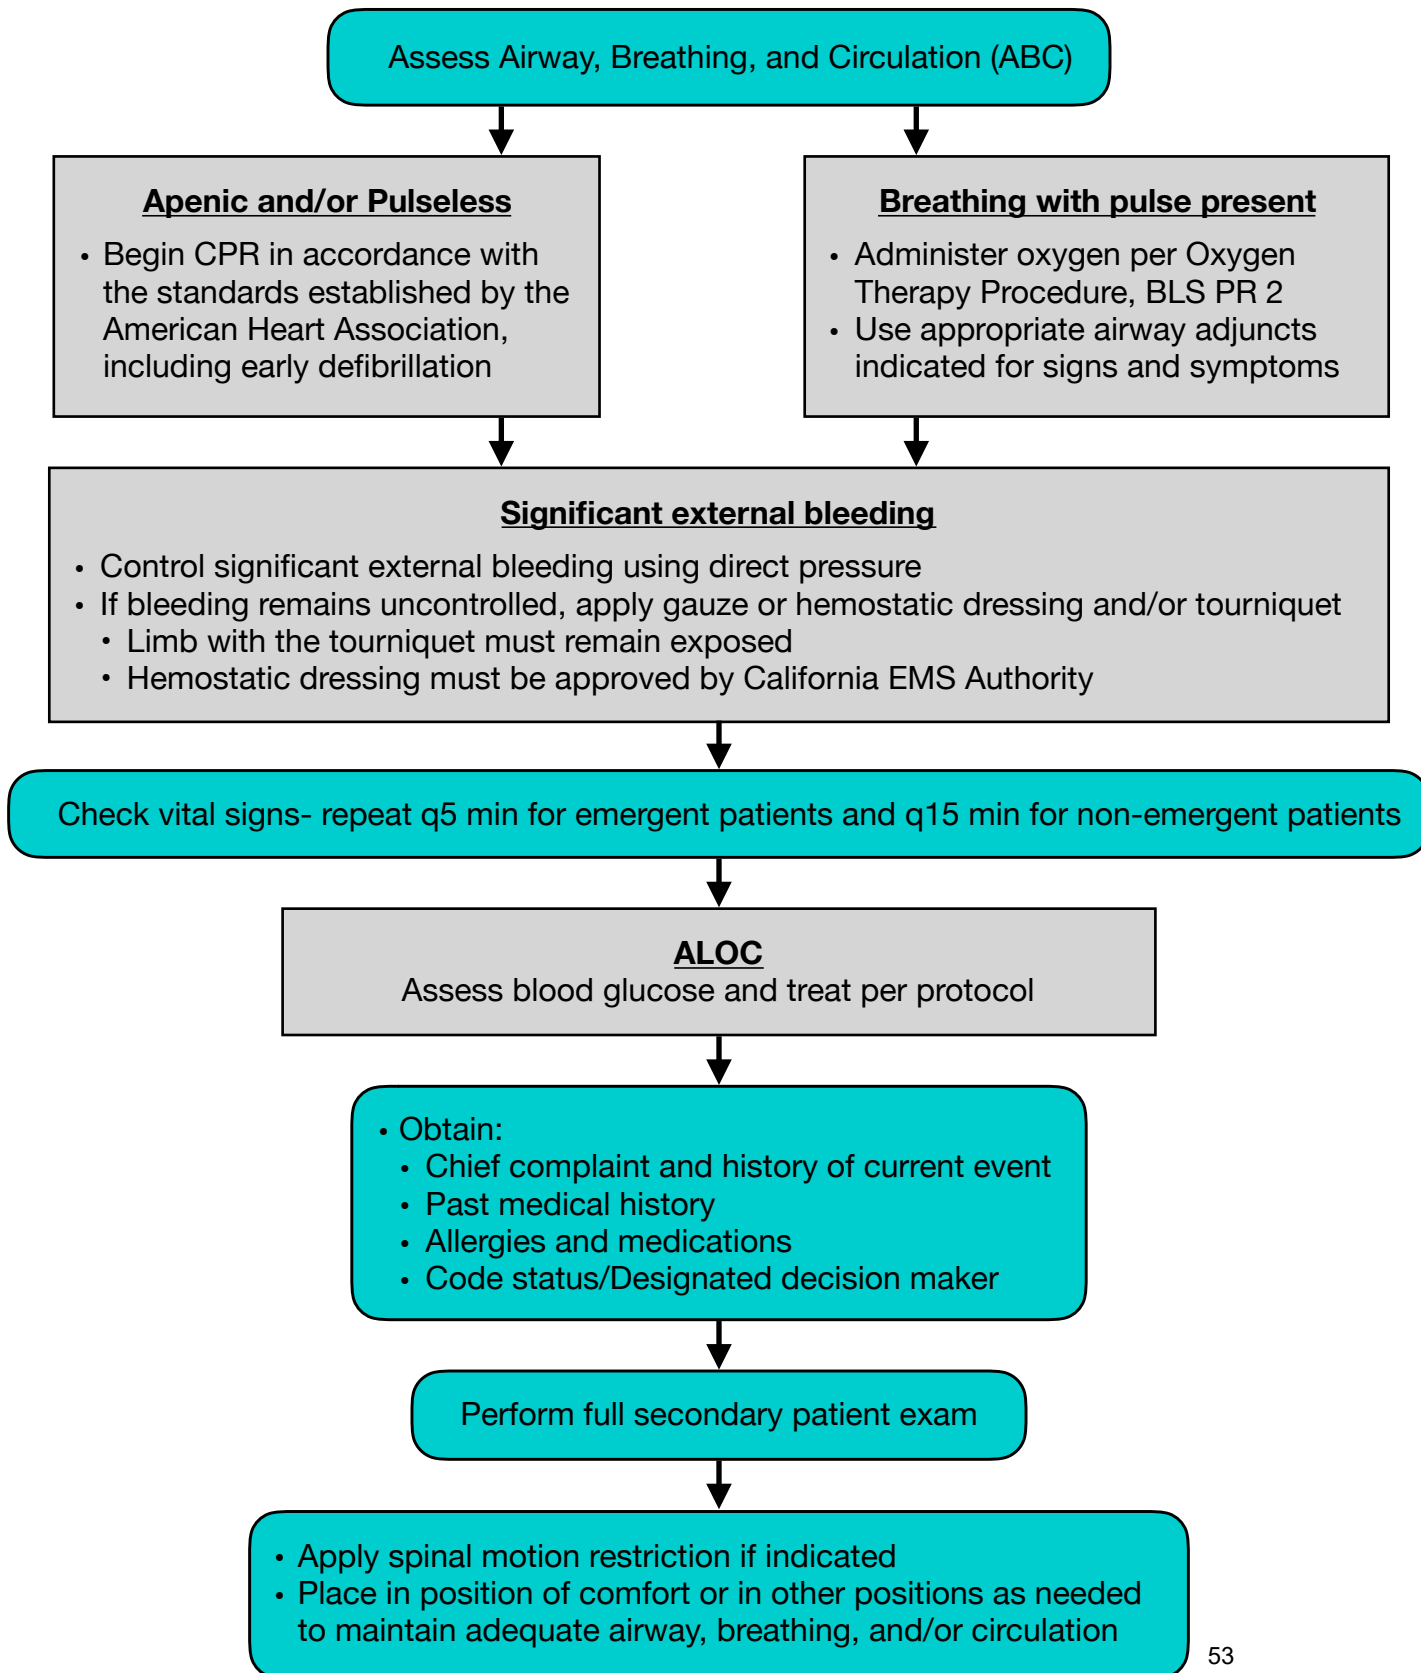 Assess Airway, Breathing, and Circulation (ABC)
Apenic and/or Pulseless
• Begin CPR in accordance with
the standards established by the
American Heart Association,
including early defibrillation
Breathing with pulse present
• Administer oxygen per Oxygen
Therapy Procedure, BLS PR 2
• Use appropriate airway adjuncts
indicated for signs and symptoms
Significant external bleeding
• Control significant external bleeding using direct pressure
• If bleeding remains uncontrolled, apply gauze or hemostatic dressing and/or tourniquet
• Limb with the tourniquet must remain exposed
• Hemostatic dressing must be approved by California EMS Authority
Check vital signs- repeat q5 min for emergent patients and q15 min for non-emergent patients
ALOC
Assess blood glucose and treat per protocol
• Obtain:
• Chief complaint and history of current event
• Past medical history
• Allergies and medications
• Code status/Designated decision maker
Perform full secondary patient exam
• Apply spinal motion restriction if indicated
• Place in position of comfort or in other positions as needed
to maintain adequate airway, breathing, and/or circulation
53